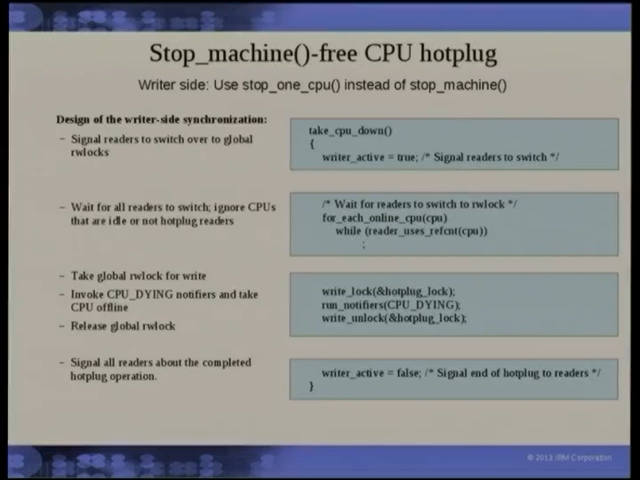 Stop_machine()-free CPU hotplug
Writer side: Use stop_one_cpu() instead of stop_machine()
Design of the writer-side synchronization:
– Signal readers to switch over to global
rwlocks
take_cpu_down()
{
writer_active = true; /* Signal readers to switch */
– Wait for all readers to switch; ignore CPUs
that are idle or not hotplug readers
/* Wait for readers to switch to rwlock */
for_each_online_cpu(cpu)
while (reader_uses_refcnt(cpu))
;
– Take global rwlock for write
– Invoke CPU_DYING notifiers and take
CPU offline
– Release global rwlock
write_lock(&hotplug_lock);
run_notifiers(CPU_DYING);
write_unlock(&hotplug_lock);
– Signal all readers about the completed
hotplug operation.
writer_active = false; /* Signal end of hotplug to readers */
}
IBM Corporation